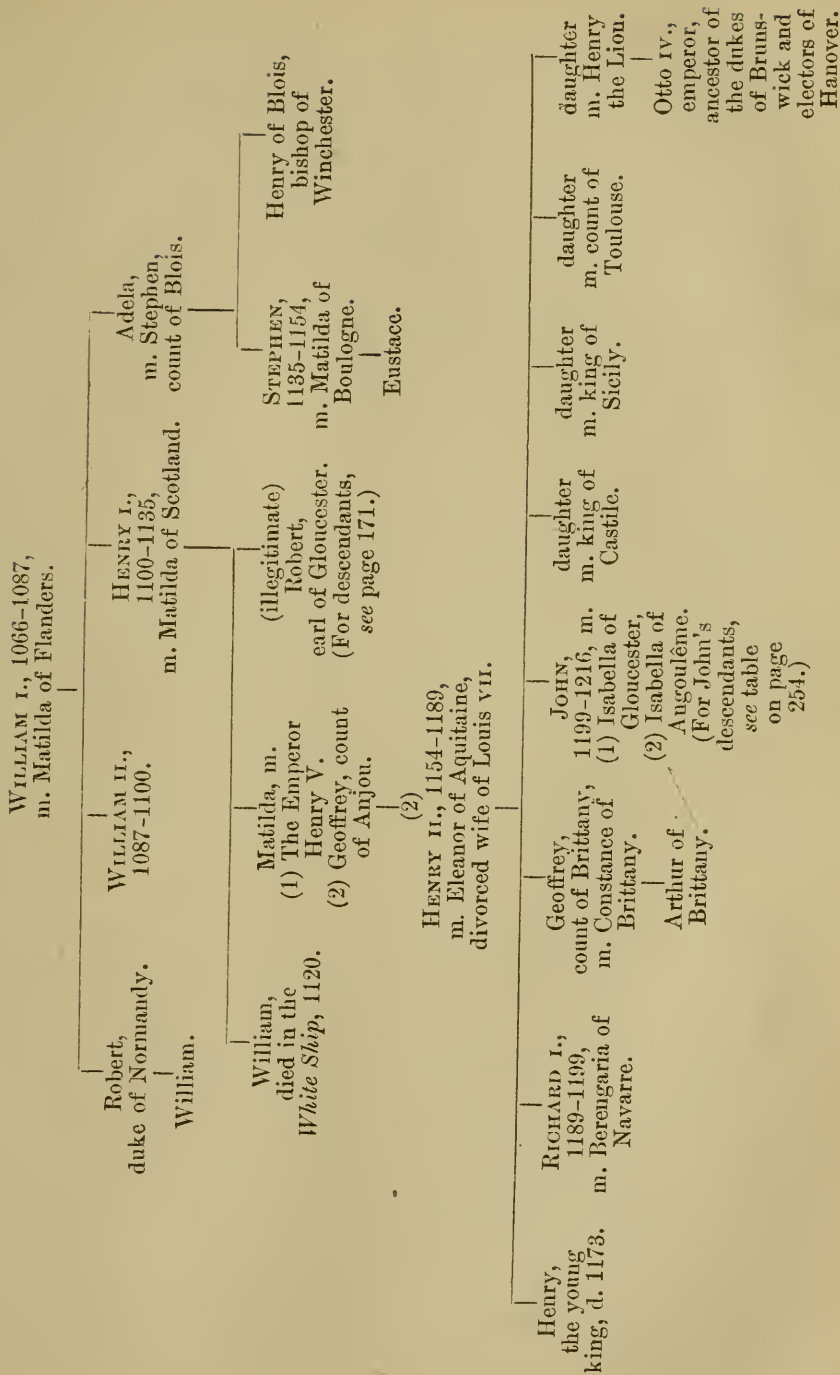 WILLIAM I., 1066–1087,
m. Matilda of Flanders.
Robert,
duke of Normandy.
William.
WILLIAM II.,
1087–1100.
HENRY I.,
1100–1135,
m. Matilda of Scotland.
Adela,
m. Stephen,
count of Blois.
William,
died in the
White Ship, 1120.
Matilda, m.
(1) The Emperor
Henry V.
(2) Geoffrey, count
of Anjou.
(illegitimate)
Robert,
earl of Gloucester.
(For descendants,
see page 171.)
STEPHEN,
1135–1154,
m. Matilda of
Boulogne.
Eustace.
Henry of Blois,
bishop of
Winchester.
(2)
HENRY II., 1154–1189,
m. Eleanor of Aquitaine,
divorced wife of Louis VII.
Henry,
the young
king, d. 1173.
RICHARD I.,
1189–1199,
m. Berengaria of
Navarre.
Geoffrey,
count of Brittany,
m. Constance of
Brittany.
Arthur of
Brittany.
JOHN,
1199–1216, m.
(1) Isabella of
Gloucester,
(2) Isabella of
Angoulême.
(For John's
descendants,
see table
on page
254.)
daughter
m. king of
Castile.
daughter
m. king of
Sicily.
daughter
m. count of
Toulouse.
daughter
m. Henry
the Lion.
Otto IV.,
emperor,
ancestor of
the dukes
of Bruns-
wick and
electors of
Hanover.